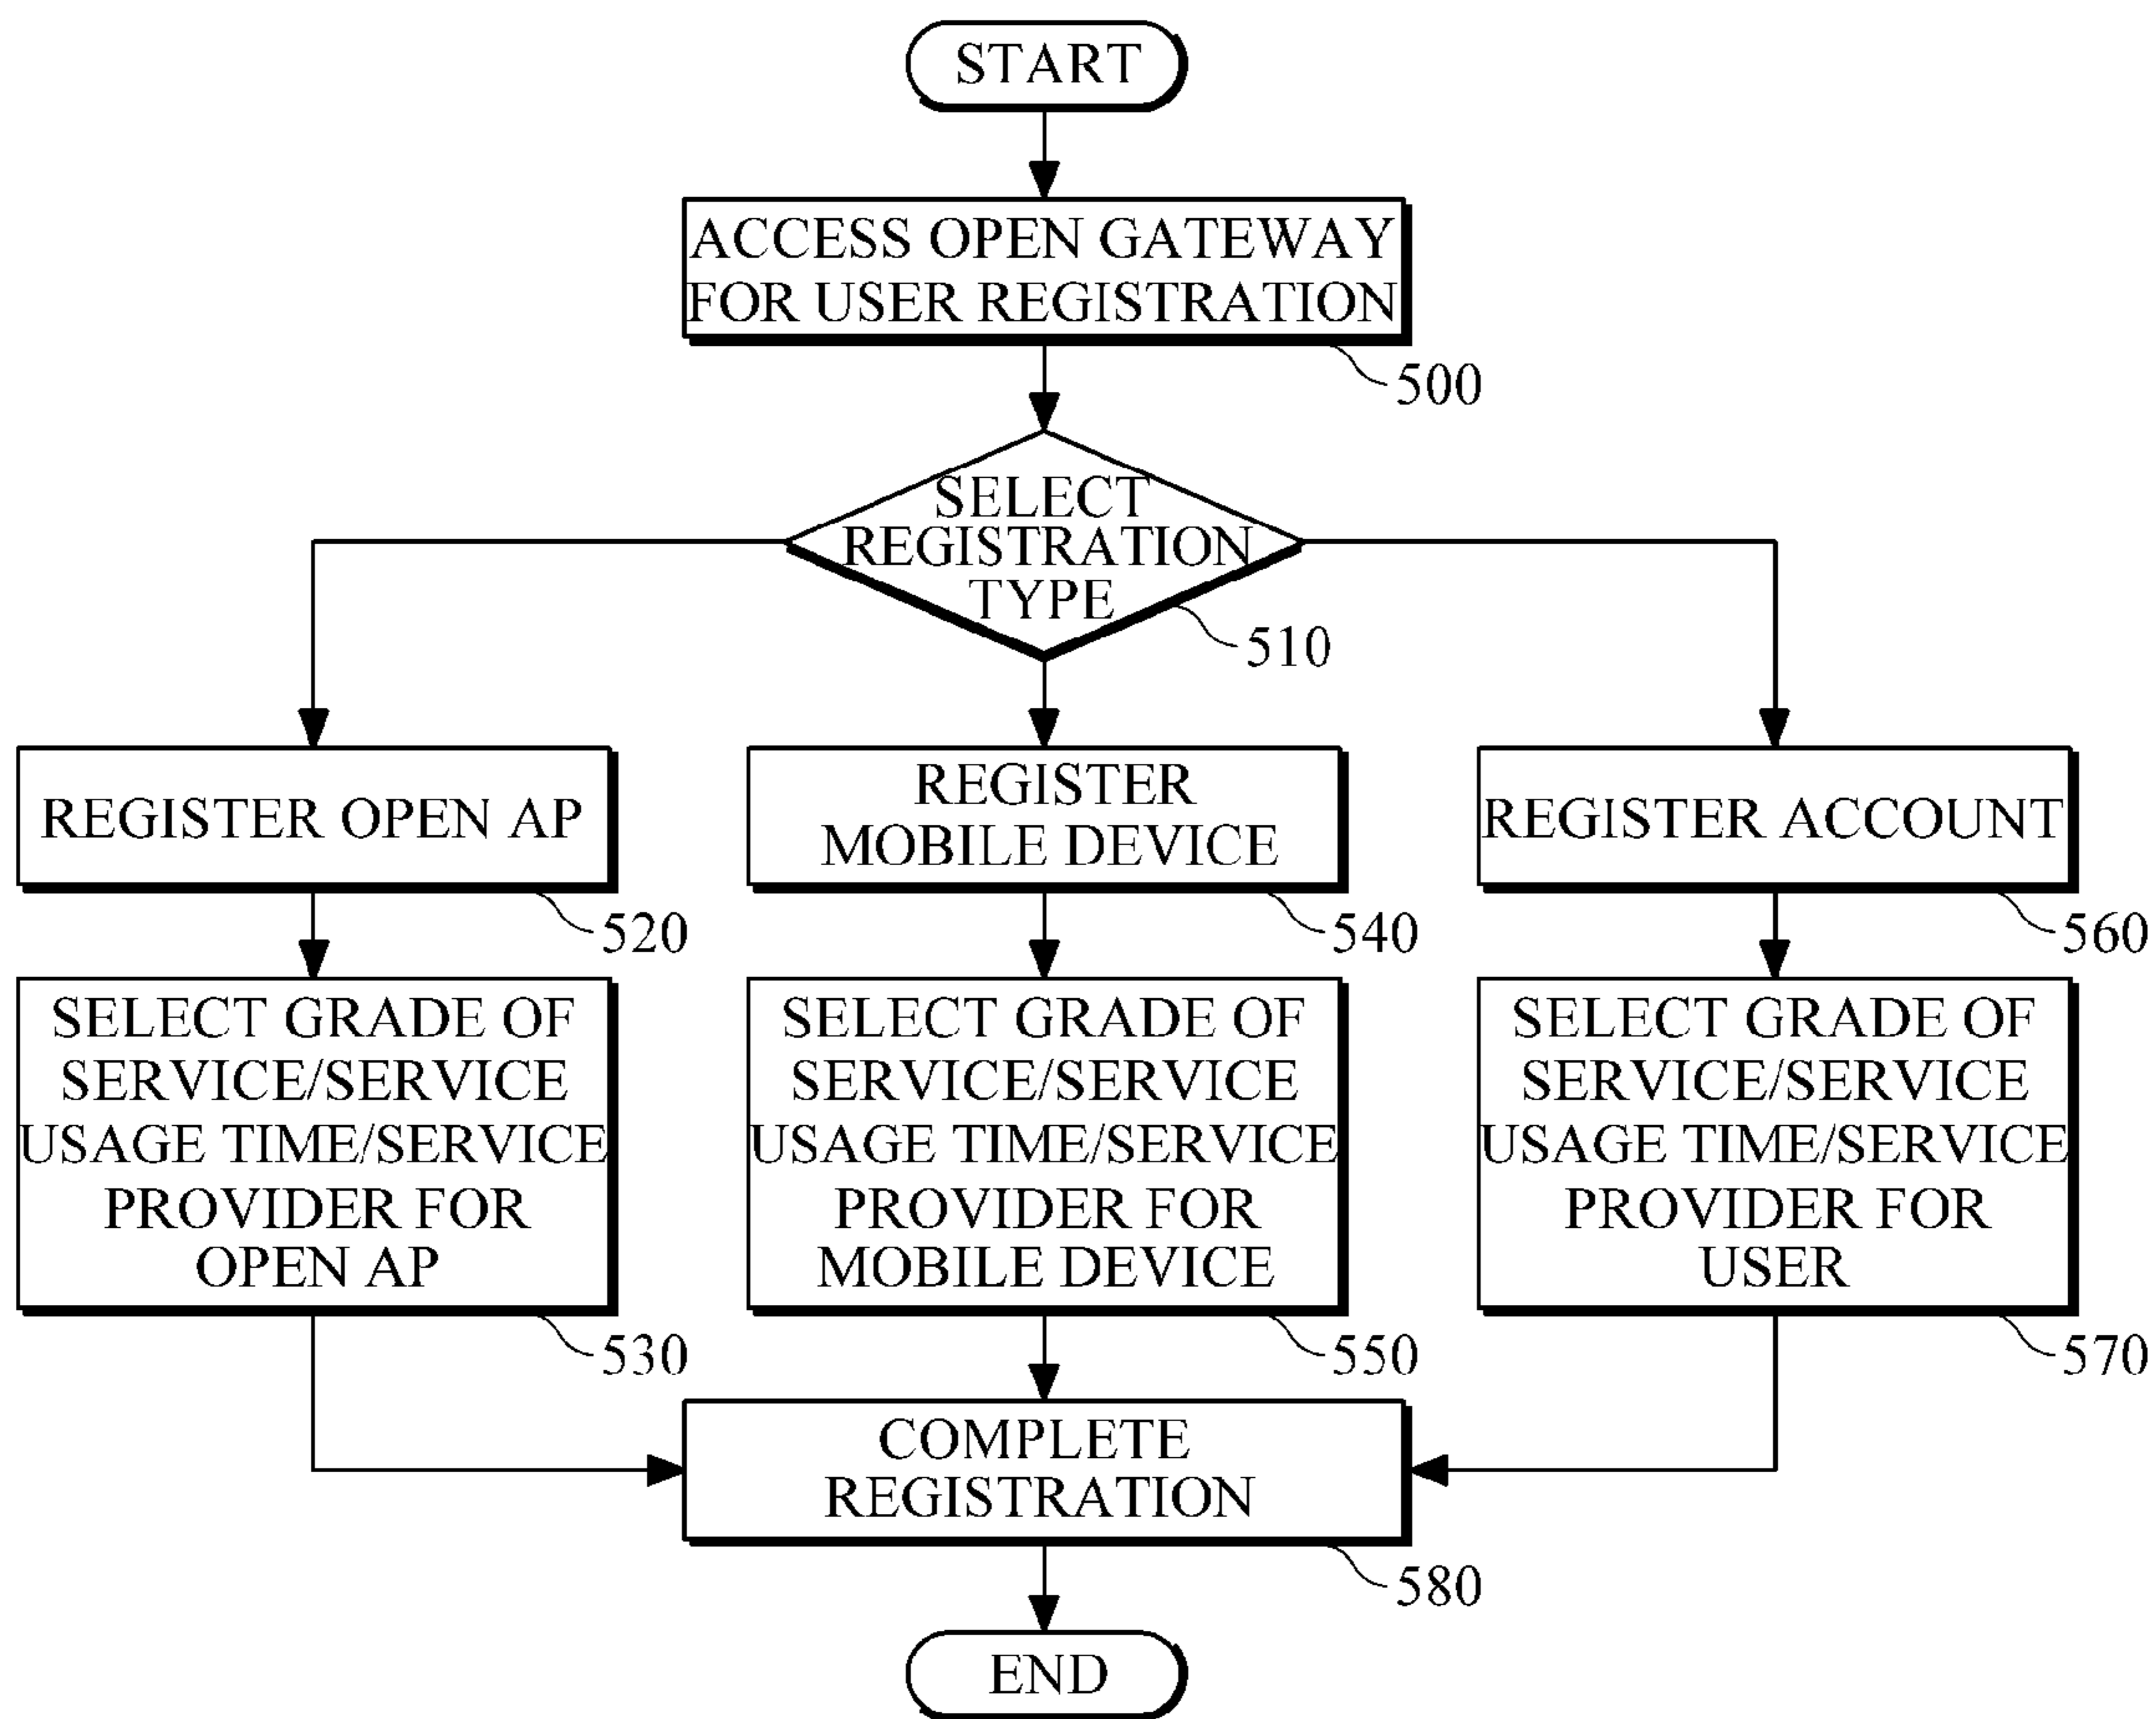 START
ACCESS OPEN GATEWAY
FOR USER REGISTRATION
500
SELECT
REGISTRATION
TYPE
510
REGISTER OPEN AP
520
REGISTER
MOBILE DEVICE
540
REGISTER ACCOUNT
560
SELECT GRADE OF
SERVICE/SERVICE
USAGE TIME/SERVICE
PROVIDER FOR
OPEN AP
530
SELECT GRADE OF
SERVICE/SERVICE
USAGE TIME/SERVICE
PROVIDER FOR
MOBILE DEVICE
550
SELECT GRADE OF
SERVICE/SERVICE
USAGE TIME/SERVICE
PROVIDER FOR
USER
570
COMPLETE
REGISTRATION
580
END